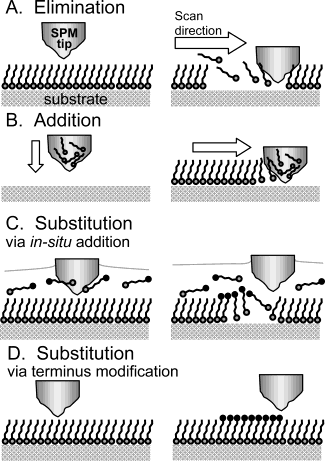 A. Elimination
SPM
tip
Scan
direction
substrate
B. Addition
C. Substitution
via in-situ addition
D. Substitution
via terminus modification